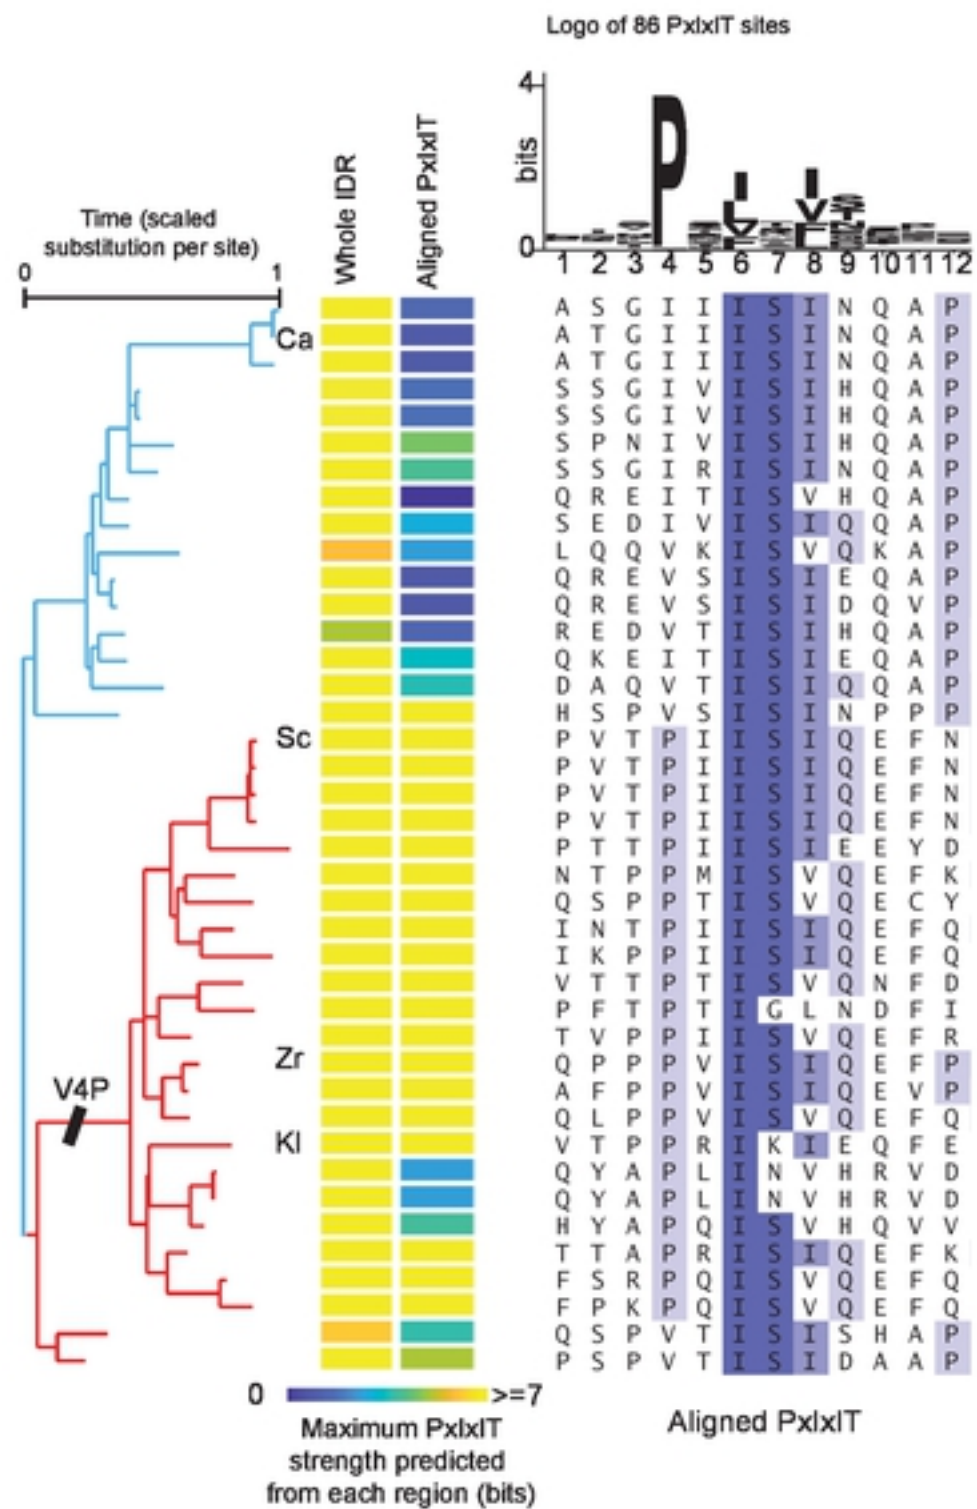 Logo of 86 PxIxIT sites
4
bits
0
P
I
L
V
F
I
V
L
1 2 3 4 5 6 7 8 9 10 11 12
Time (scaled
substitution per site)
0 1
Whole IDR
Aligned PxIxIT
Ca
Sc
Zr
Kl
V4P
A S G I I I S I N Q A P
A T G I I I S I N Q A P
A T G I I I S I N Q A P
S S G I V I S I H Q A P
S S G I V I S I H Q A P
S P N I V I S I H Q A P
S S G I R I S I N Q A P
Q R E I T I S V H Q A P
S E D I V I S I Q Q A P
L Q Q V K I S V Q K A P
Q R E V S I S I E Q A P
Q R E V S I S I D Q V P
R E D V T I S I H Q A P
Q K E I T I S I E Q A P
D A Q V T I S I Q Q A P
H S P V S I S I N P P P
P V T P I I S I Q E F N
P V T P I I S I Q E F N
P V T P I I S I Q E F N
P V T P I I S I Q E F N
P T T P I I S I E E Y D
N T P P M I S V Q E F K
Q S P P T I S V Q E C Y
I N T P I I S I Q E F Q
I K P P I I S I Q E F Q
V T T P T I S V Q N F D
P F T P T I G L N D F I
T V P P I I S V Q E F R
Q P P P V I S I Q E F P
A F P P V I S I Q E V P
Q L P P V I S V Q E F Q
V T P P R I K I E Q F E
Q Y A P L I N V H R V D
Q Y A P L I N V H R V D
H Y A P Q I S V H Q V V
T T A P R I S I Q E F K
F S R P Q I S V Q E F Q
F P K P Q I S V Q E F Q
Q S P V T I S I S H A P
P S P V T I S I D A A P
0 >=7
Maximum PxIxIT
strength predicted
from each region (bits)
Aligned PxIxIT